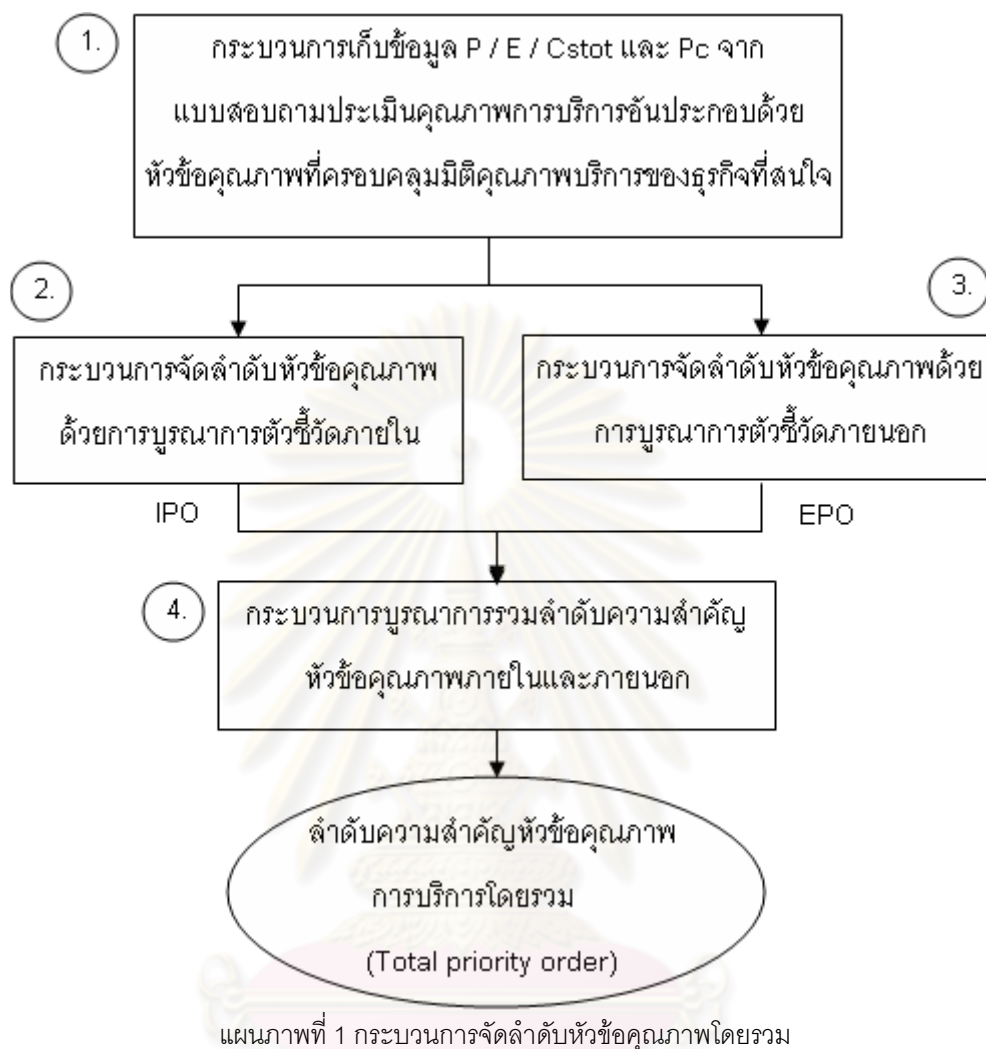 1.
กระบวนการเก็บข้อมูล P / E / Cstot และ Pc จาก
แบบสอบถามประเมินคุณภาพการบริการอันประกอบด้วย
หัวข้อคุณภาพที่ครอบคลุมมิติคุณภาพบริการของธุรกิจที่สนใจ
2.
กระบวนการจัดลำดับหัวข้อคุณภาพ
ด้วยการบูรณาการตัวชี้วัดภายใน
IPO
3.
กระบวนการจัดลำดับหัวข้อคุณภาพด้วย
การบูรณาการตัวชี้วัดภายนอก
EPO
4.
กระบวนการบูรณาการรวมลำดับความสำคัญ
หัวข้อคุณภาพภายในและภายนอก
ลำดับความสำคัญหัวข้อคุณภาพ
การบริการโดยรวม
(Total priority order)
แผนภาพที่ 1 กระบวนการจัดลำดับหัวข้อคุณภาพโดยรวม